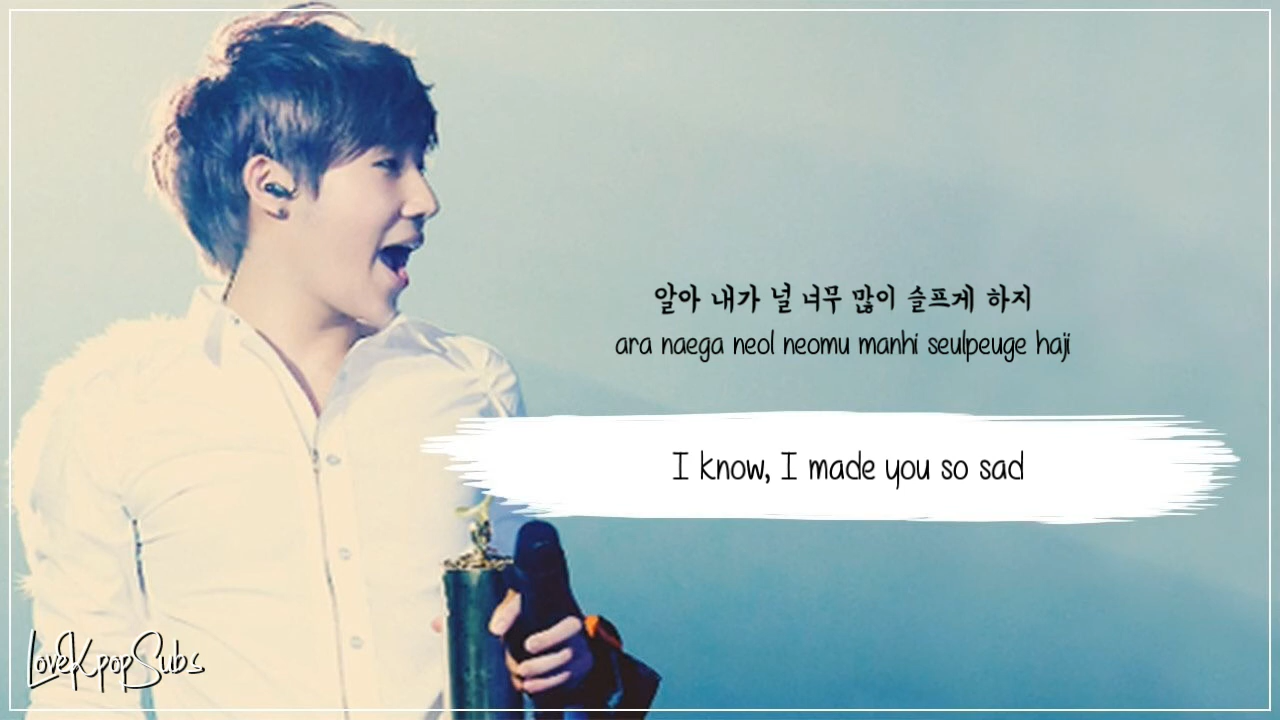 알아 내가 널 너무 많이 슬프게 하지
ara naega neol neomu manhi seulpeuge haji
I know, I made you so sad
LoveKpopSubs